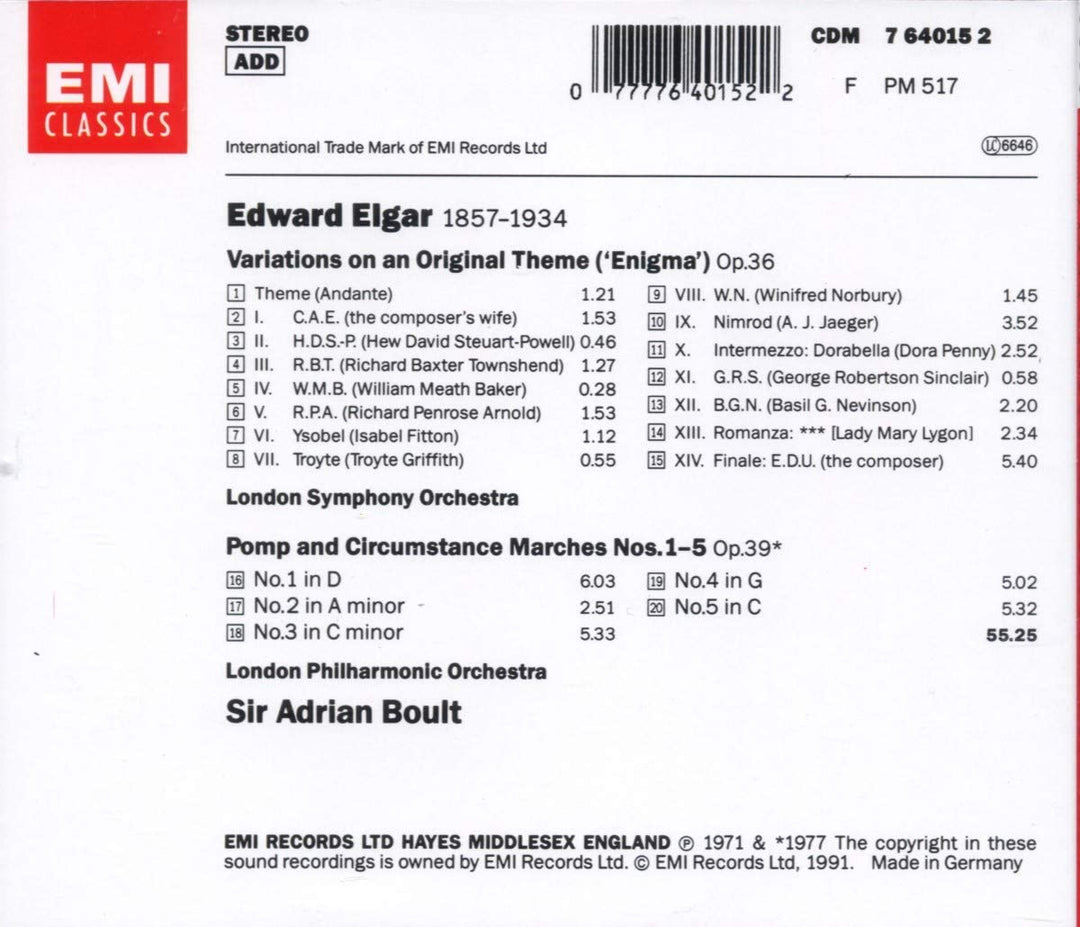 EMI
CLASSICS
STEREO
ADD
0 77776 40152 2
CDM 7 64015 2
F PM 517
International Trade Mark of EMI Records Ltd
LC 6646
Edward Elgar 1857–1934
Variations on an Original Theme (‘Enigma’) Op.36
1 Theme (Andante) 1.21
2 I. C.A.E. (the composer's wife) 1.53
3 II. H.D.S.-P. (Hew David Steuart-Powell) 0.46
4 III. R.B.T. (Richard Baxter Townshend) 1.27
5 IV. W.M.B. (William Meath Baker) 0.28
6 V. R.P.A. (Richard Penrose Arnold) 1.53
7 VI. Ysobel (Isabel Fitton) 1.12
8 VII. Troyte (Troyte Griffith) 0.55
9 VIII. W.N. (Winifred Norbury) 1.45
10 IX. Nimrod (A. J. Jaeger) 3.52
11 X. Intermezzo: Dorabella (Dora Penny) 2.52
12 XI. G.R.S. (George Robertson Sinclair) 0.58
13 XII. B.G.N. (Basil G. Nevinson) 2.20
14 XIII. Romanza: *** [Lady Mary Lygon] 2.34
15 XIV. Finale: E.D.U. (the composer) 5.40
London Symphony Orchestra
Pomp and Circumstance Marches Nos.1–5 Op.39*
16 No.1 in D 6.03
17 No.2 in A minor 2.51
18 No.3 in C minor 5.33
19 No.4 in G 5.02
20 No.5 in C 5.32
55.25
London Philharmonic Orchestra
Sir Adrian Boult
EMI RECORDS LTD HAYES MIDDLESEX ENGLAND ℗ 1971 & *1977 The copyright in these
sound recordings is owned by EMI Records Ltd. © EMI Records Ltd, 1991. Made in Germany